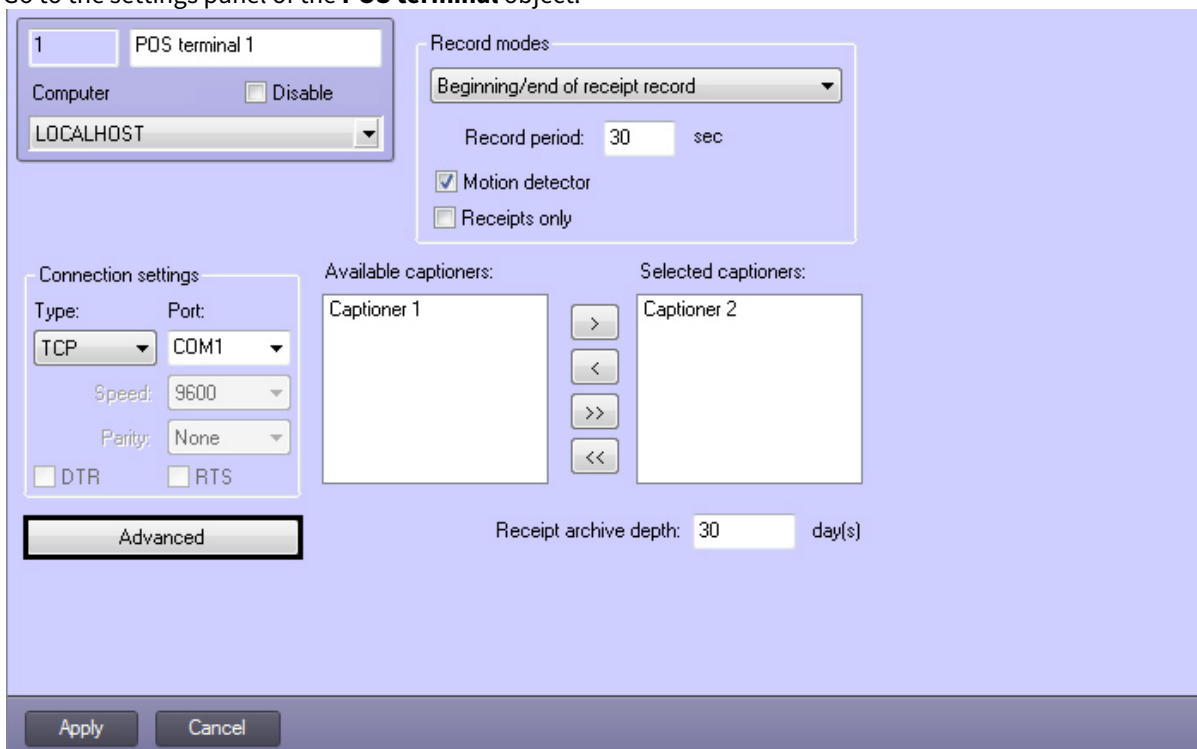 Go to the settings panel of the POS terminal object.
1 POS terminal 1
Computer Disable
LOCALHOST
Record modes
Beginning/end of receipt record
Record period: 30 sec
Motion detector
Receipts only
Connection settings
Type: Port:
TCP COM1
Speed: 9600
Parity: None
DTR RTS
Available captioners:
Captioner 1
>
<
>>
<<
Selected captioners:
Captioner 2
Advanced
Receipt archive depth: 30 day(s)
Apply Cancel